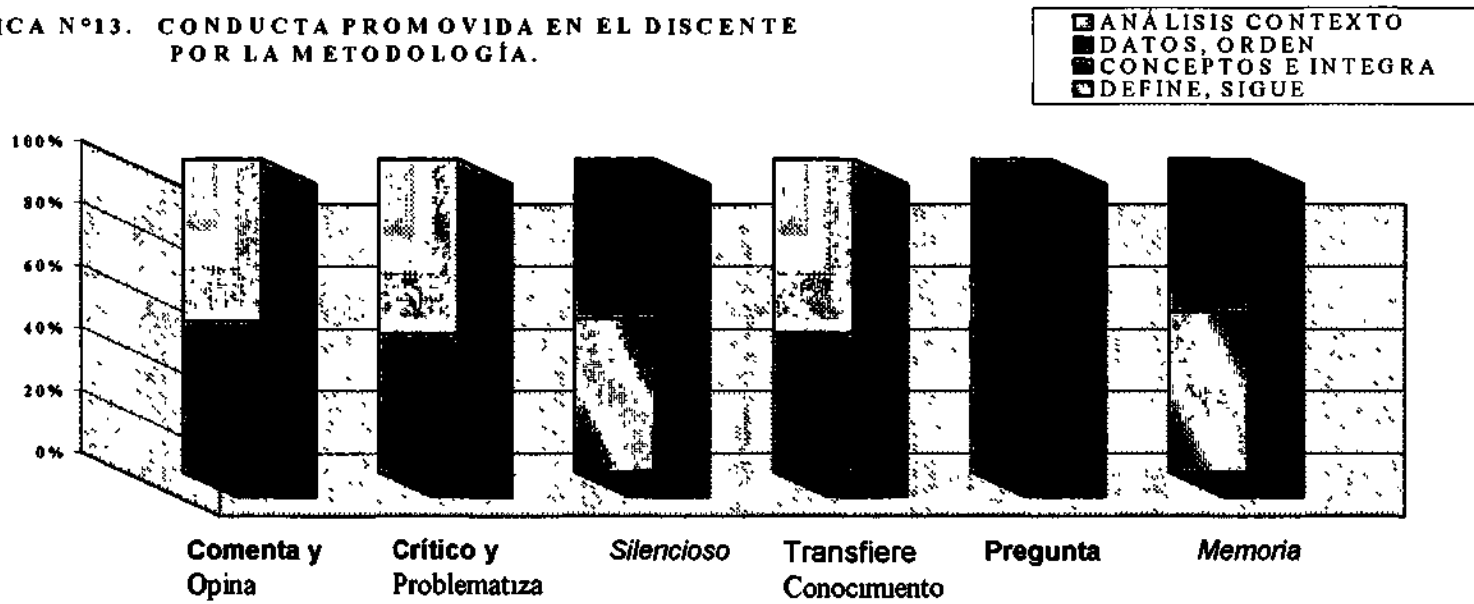 ICA N°13. CONDUCTA PROMOVIDA EN EL DISCENTE
POR LA METODOLOGÍA.
ANÁLISIS CONTEXTO
DATOS, ORDEN
CONCEPTOS E INTEGRA
DEFINE, SIGUE
100%
80%
60%
40%
20%
0%
Comenta y Opina
Crítico y Problematiza
Silencioso
Transfiere Conocimiento
Pregunta
Memoria